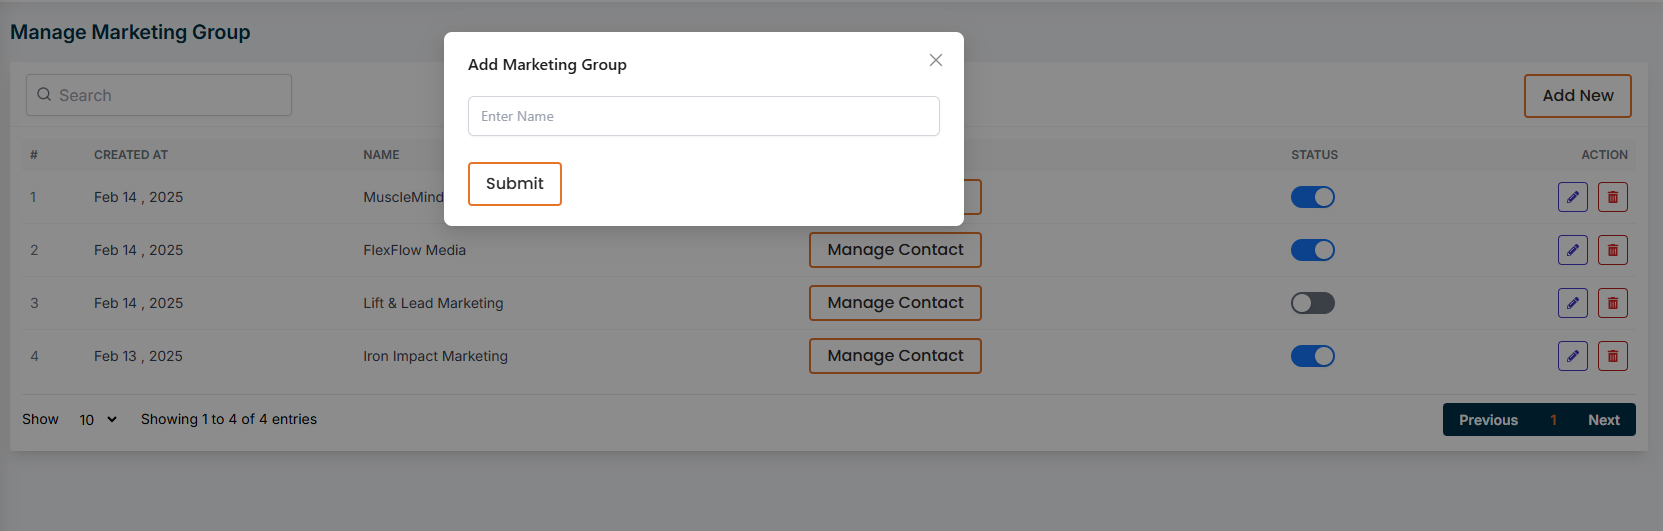 Manage Marketing Group
Add Marketing Group
Search
Enter Name
Add New
# CREATED AT NAME STATUS ACTION
Submit
1 Feb 14 , 2025 MuscleMind
2 Feb 14 , 2025 FlexFlow Media Manage Contact
3 Feb 14 , 2025 Lift & Lead Marketing Manage Contact
4 Feb 13 , 2025 Iron Impact Marketing Manage Contact
Show 10 Showing 1 to 4 of 4 entries Previous 1 Next